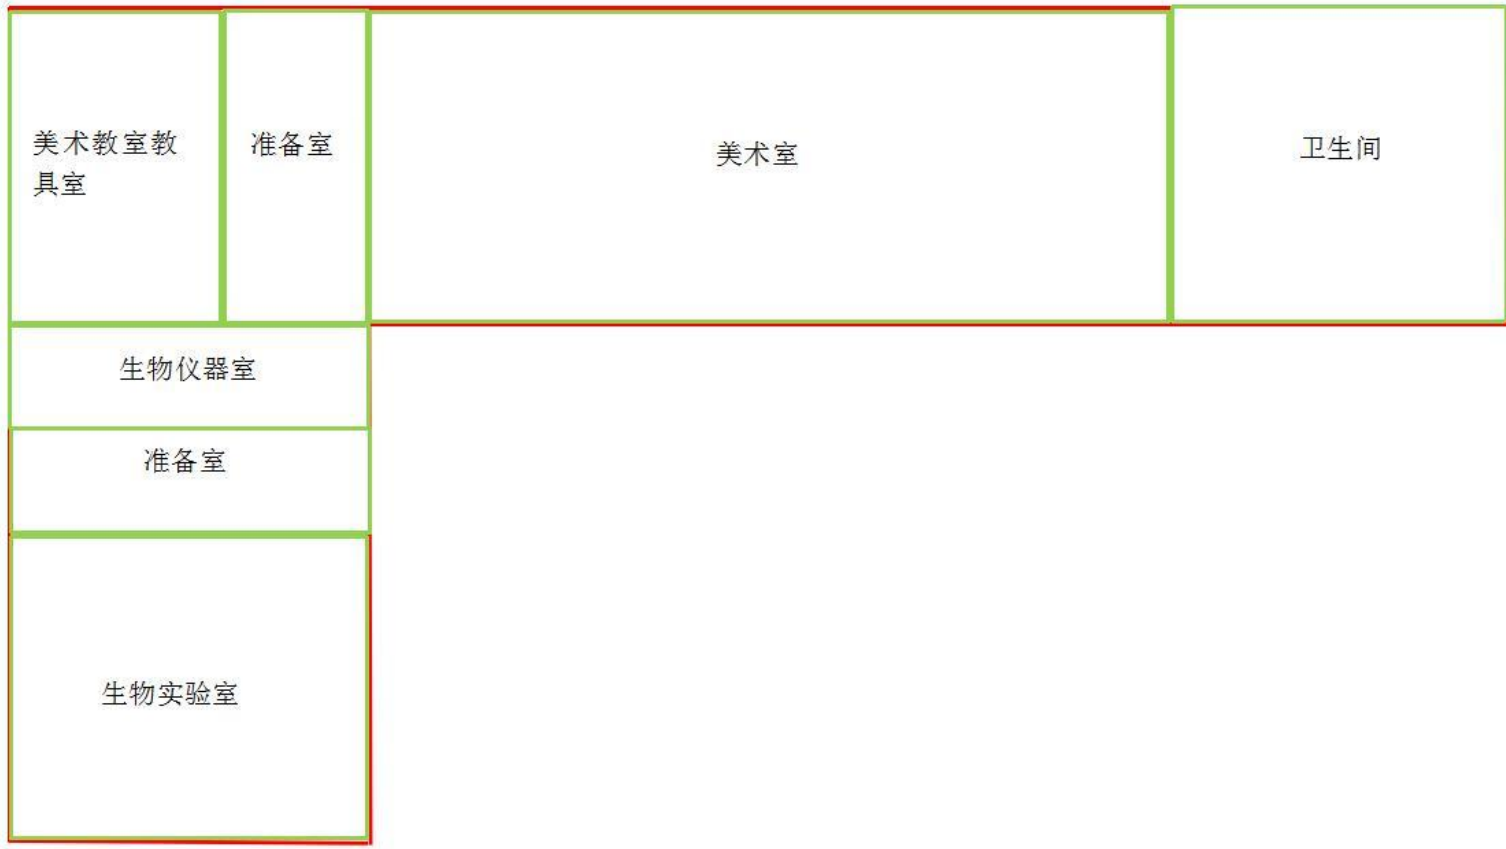 美术教室教
具室
准备室
美术室
卫生间
生物仪器室
准备室
生物实验室